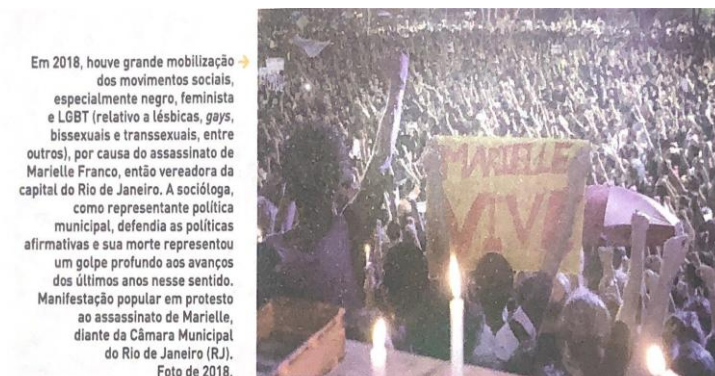 Em 2018, houve grande mobilização
dos movimentos sociais,
especialmente negro, feminista
e LGBT (relativo a lésbicas, gays,
bissexuais e transsexuais, entre
outros), por causa do assassinato de
Marielle Franco, então vereadora da
capital do Rio de Janeiro. A socióloga,
como representante política
municipal, defendia as políticas
afirmativas e sua morte representou
um golpe profundo aos avanços
dos últimos anos nesse sentido.
Manifestação popular em protesto
ao assassinato de Marielle,
diante da Câmara Municipal
do Rio de Janeiro (RJ).
Foto de 2018.
MARIELLE
VIVE